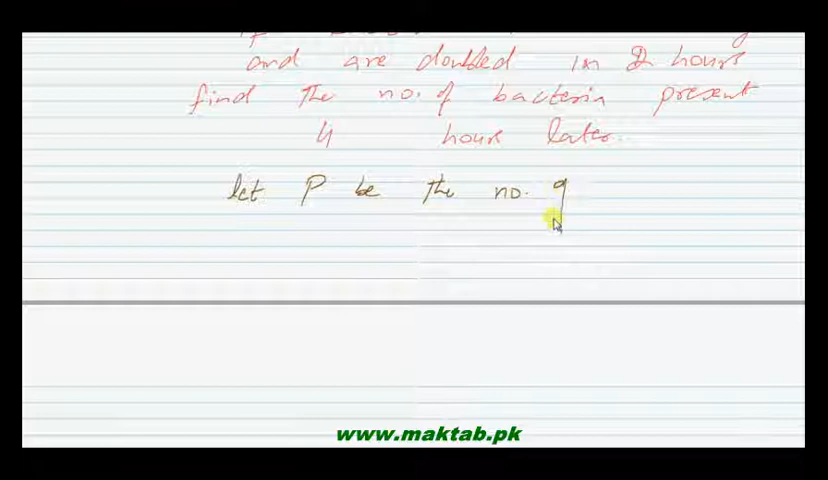 and are doubled in 2 hours
find the no. of bacteria present
4 hour later.
let P be the no. of
www.maktab.pk